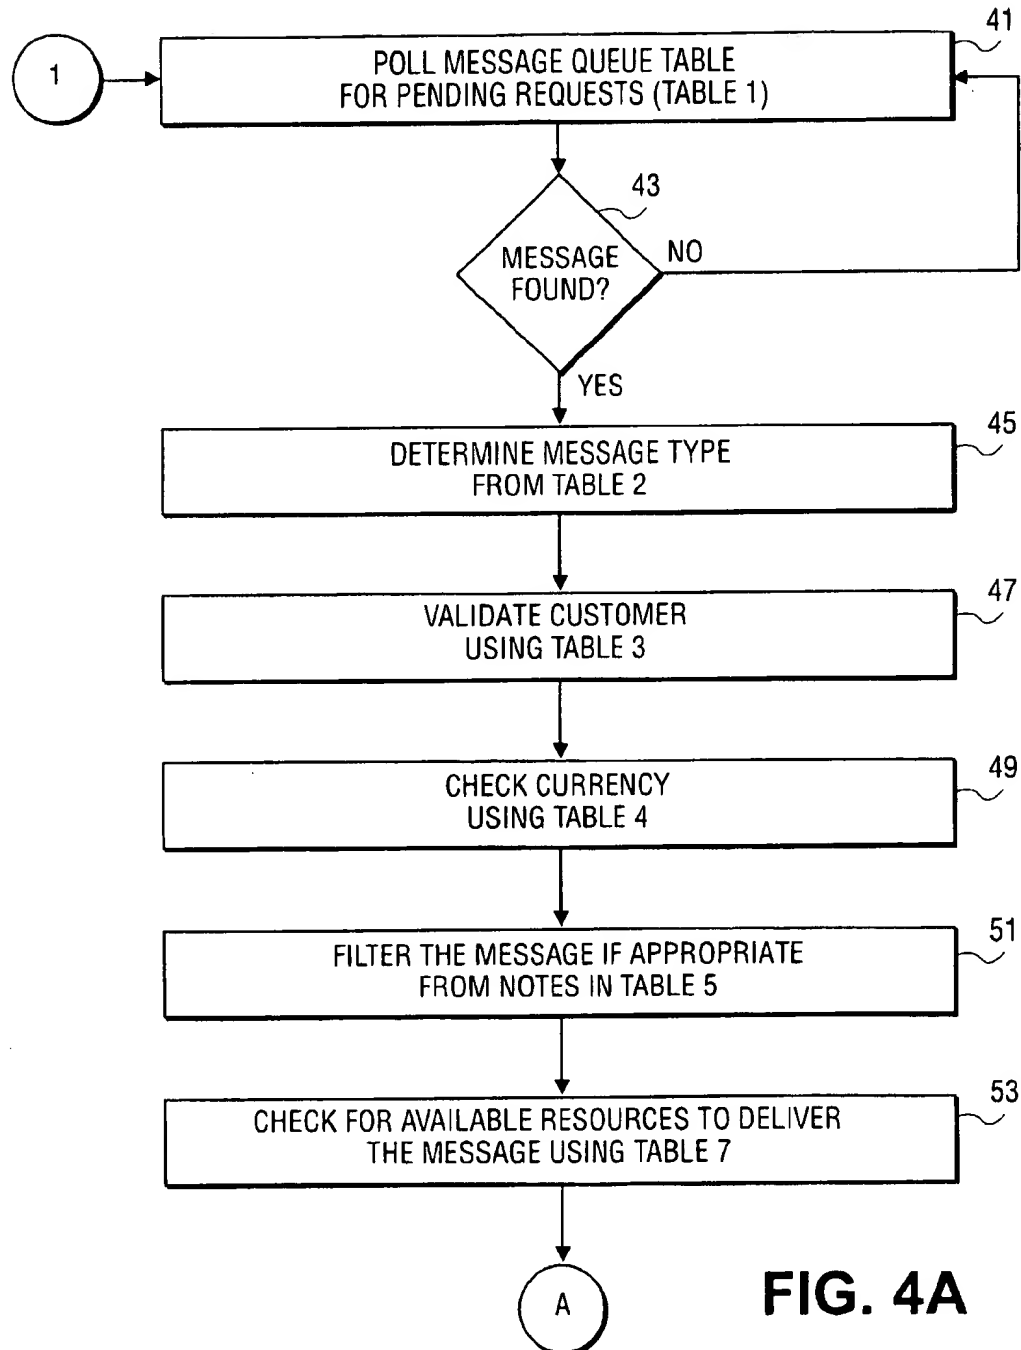 41
1
POLL MESSAGE QUEUE TABLE
FOR PENDING REQUESTS (TABLE 1)
43
MESSAGE
FOUND?
NO
YES
45
DETERMINE MESSAGE TYPE
FROM TABLE 2
47
VALIDATE CUSTOMER
USING TABLE 3
49
CHECK CURRENCY
USING TABLE 4
51
FILTER THE MESSAGE IF APPROPRIATE
FROM NOTES IN TABLE 5
53
CHECK FOR AVAILABLE RESOURCES TO DELIVER
THE MESSAGE USING TABLE 7
A
FIG. 4A